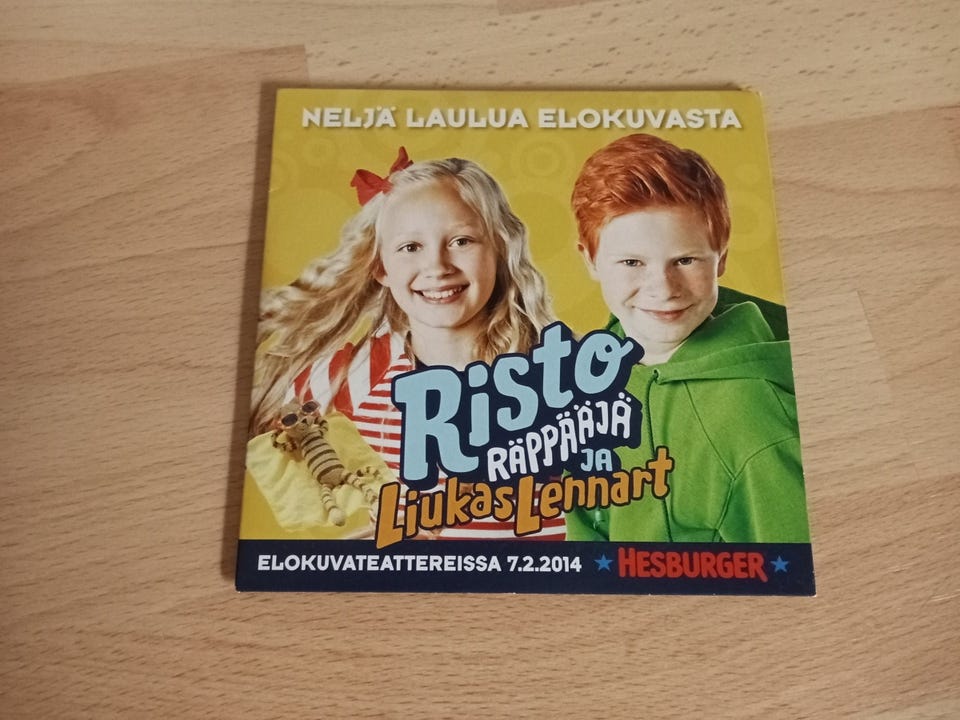 NELJÄ LAULUA ELOKUVASTA
Risto
RÄPPÄÄJÄ
JA
Liukas Lennart
ELOKUVATEATTEREISSA 7.2.2014 HESBURGER